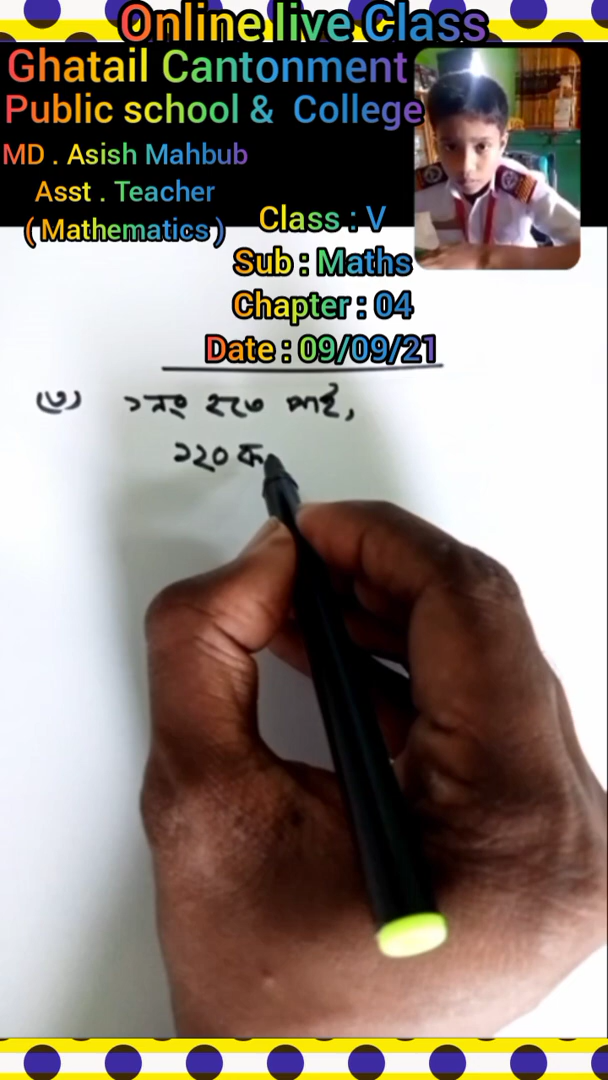 Online live Class
Ghatail Cantonment
Public school & College
MD . Asish Mahbub
Asst . Teacher
( Mathematics )
Class : V
Sub : Maths
Chapter : 04
Date : 09/09/21
(৩) ১নং হতে পাই,
১২০ ক